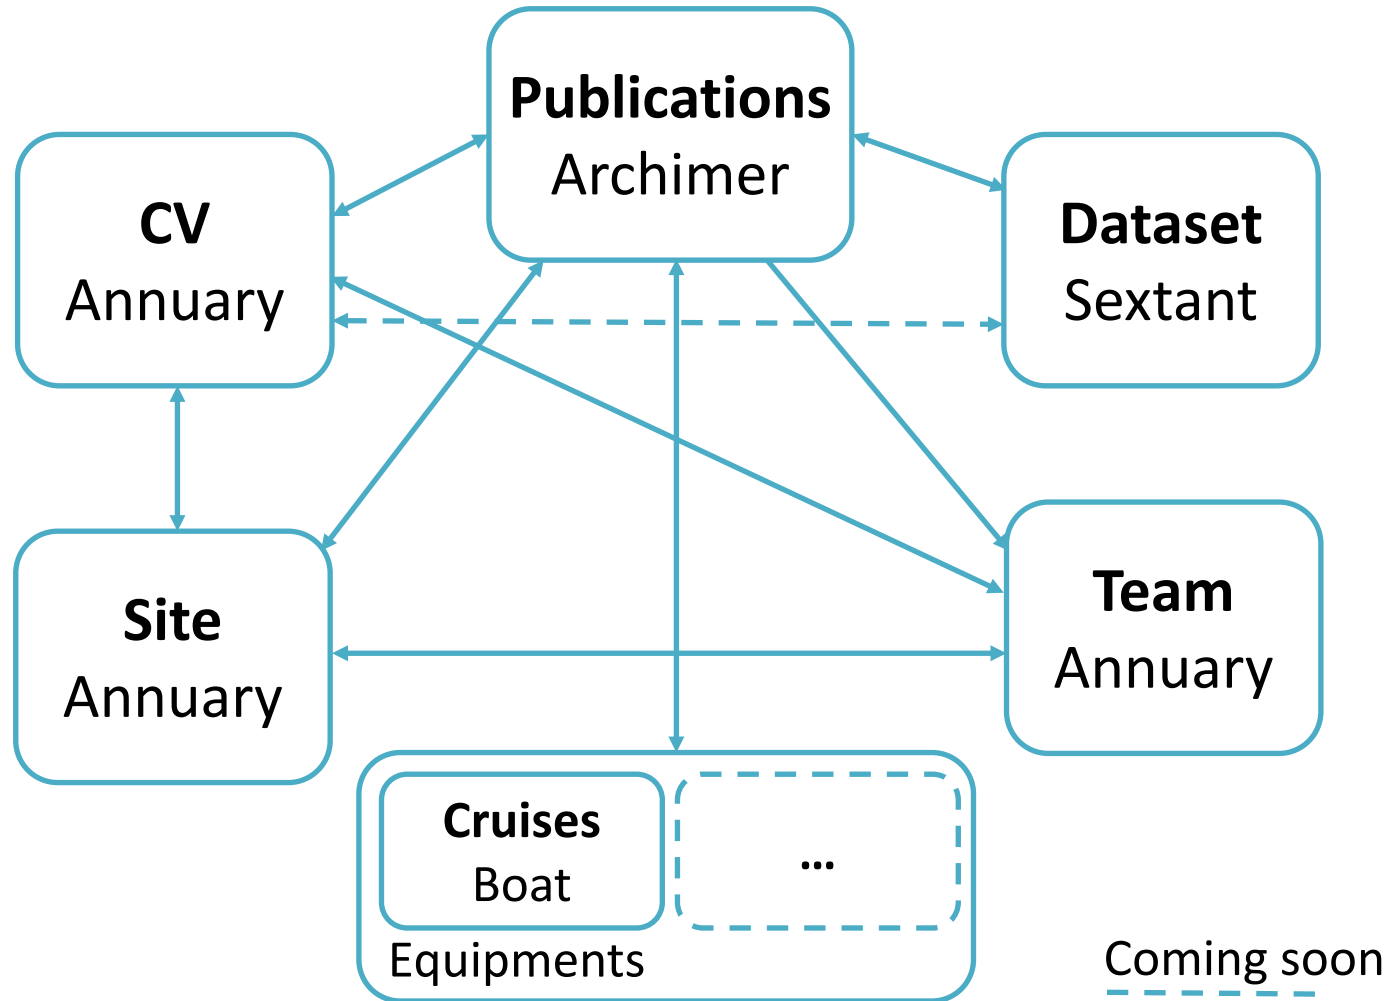 Publications
Archimer
CV
Annuary
Dataset
Sextant
Site
Annuary
Team
Annuary
Cruises
Boat
...
Equipments
Coming soon